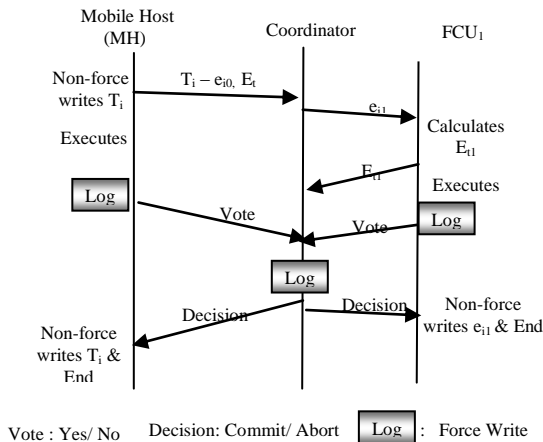 Mobile Host
(MH)
Coordinator
FCU1
Non-force
writes Ti
Ti – ei0, Et
ei1
Executes
Calculates
Et1
Et1
Executes
Log
Log
Vote
Vote
Log
Decision
Decision
Non-force
writes Ti &
End
Non-force
writes ei1 & End
Vote : Yes/ No
Decision: Commit/ Abort
Log
: Force Write